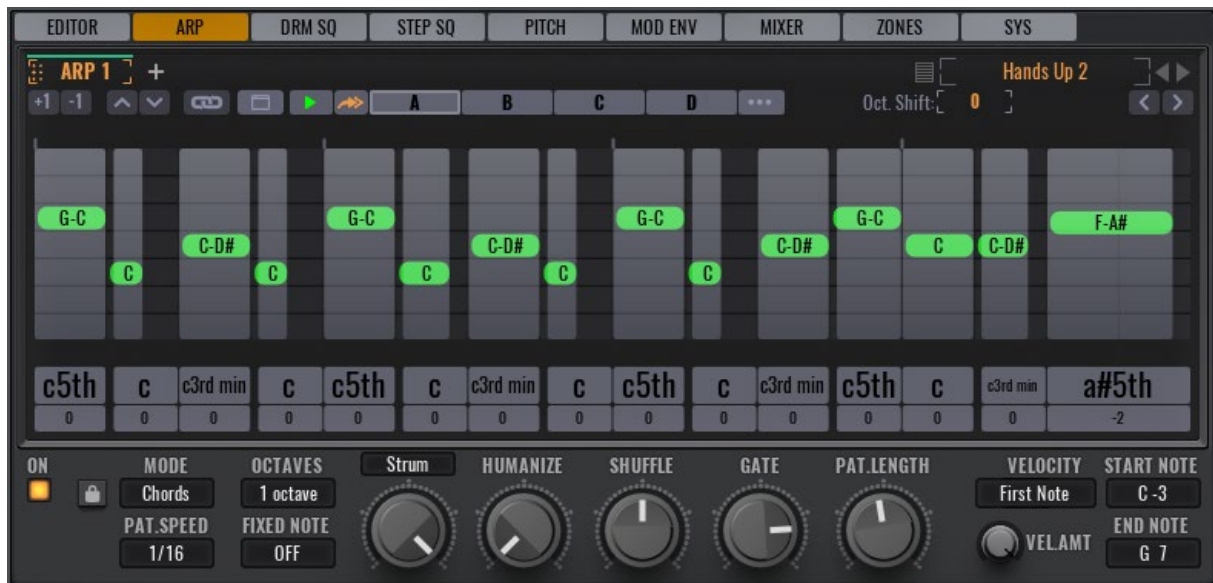 EDITOR ARP DRM SQ STEP SQ PITCH MOD ENV MIXER ZONES SYS
ARP 1 + Hands Up 2
+1 -1 A B C D ••• Oct. Shift: 0
G-C G-C G-C G-C F-A#
C-D# C-D# C-D# C C-D#
C C C C C
c5th c c3rd min c c5th c c3rd min c c5th c c3rd min c5th c c3rd min a#5th
0 0 0 0 0 0 0 0 0 0 0 0 0 0 -2
ON MODE OCTAVES Strum HUMANIZE SHUFFLE GATE PAT.LENGTH VELOCITY START NOTE
Chords 1 octave First Note C -3
PAT.SPEED FIXED NOTE VEL.AMT END NOTE
1/16 OFF G 7